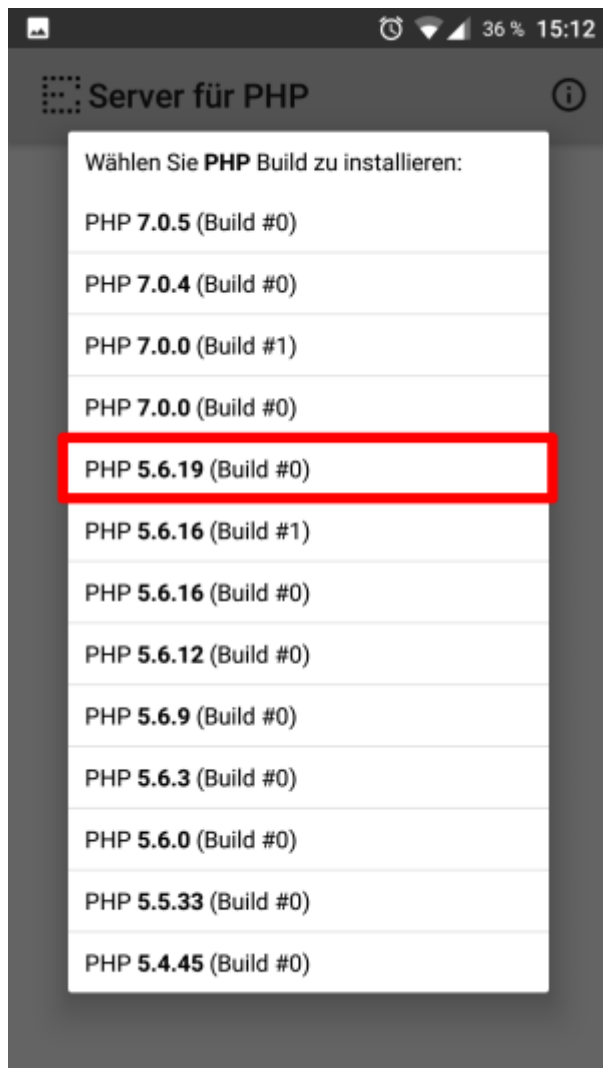 36 % 15:12
Server für PHP
Wählen Sie PHP Build zu installieren:
PHP 7.0.5 (Build #0)
PHP 7.0.4 (Build #0)
PHP 7.0.0 (Build #1)
PHP 7.0.0 (Build #0)
PHP 5.6.19 (Build #0)
PHP 5.6.16 (Build #1)
PHP 5.6.16 (Build #0)
PHP 5.6.12 (Build #0)
PHP 5.6.9 (Build #0)
PHP 5.6.3 (Build #0)
PHP 5.6.0 (Build #0)
PHP 5.5.33 (Build #0)
PHP 5.4.45 (Build #0)